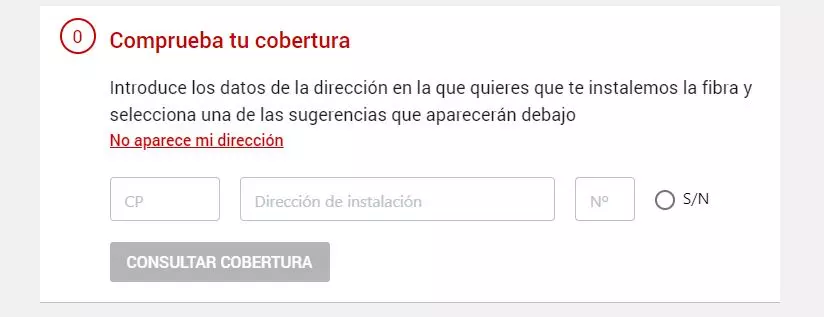 0
Comprueba tu cobertura
Introduce los datos de la dirección en la que quieres que te instalemos la fibra y
selecciona una de las sugerencias que aparecerán debajo
No aparece mi dirección
CP
Dirección de instalación
Nº
S/N
CONSULTAR COBERTURA